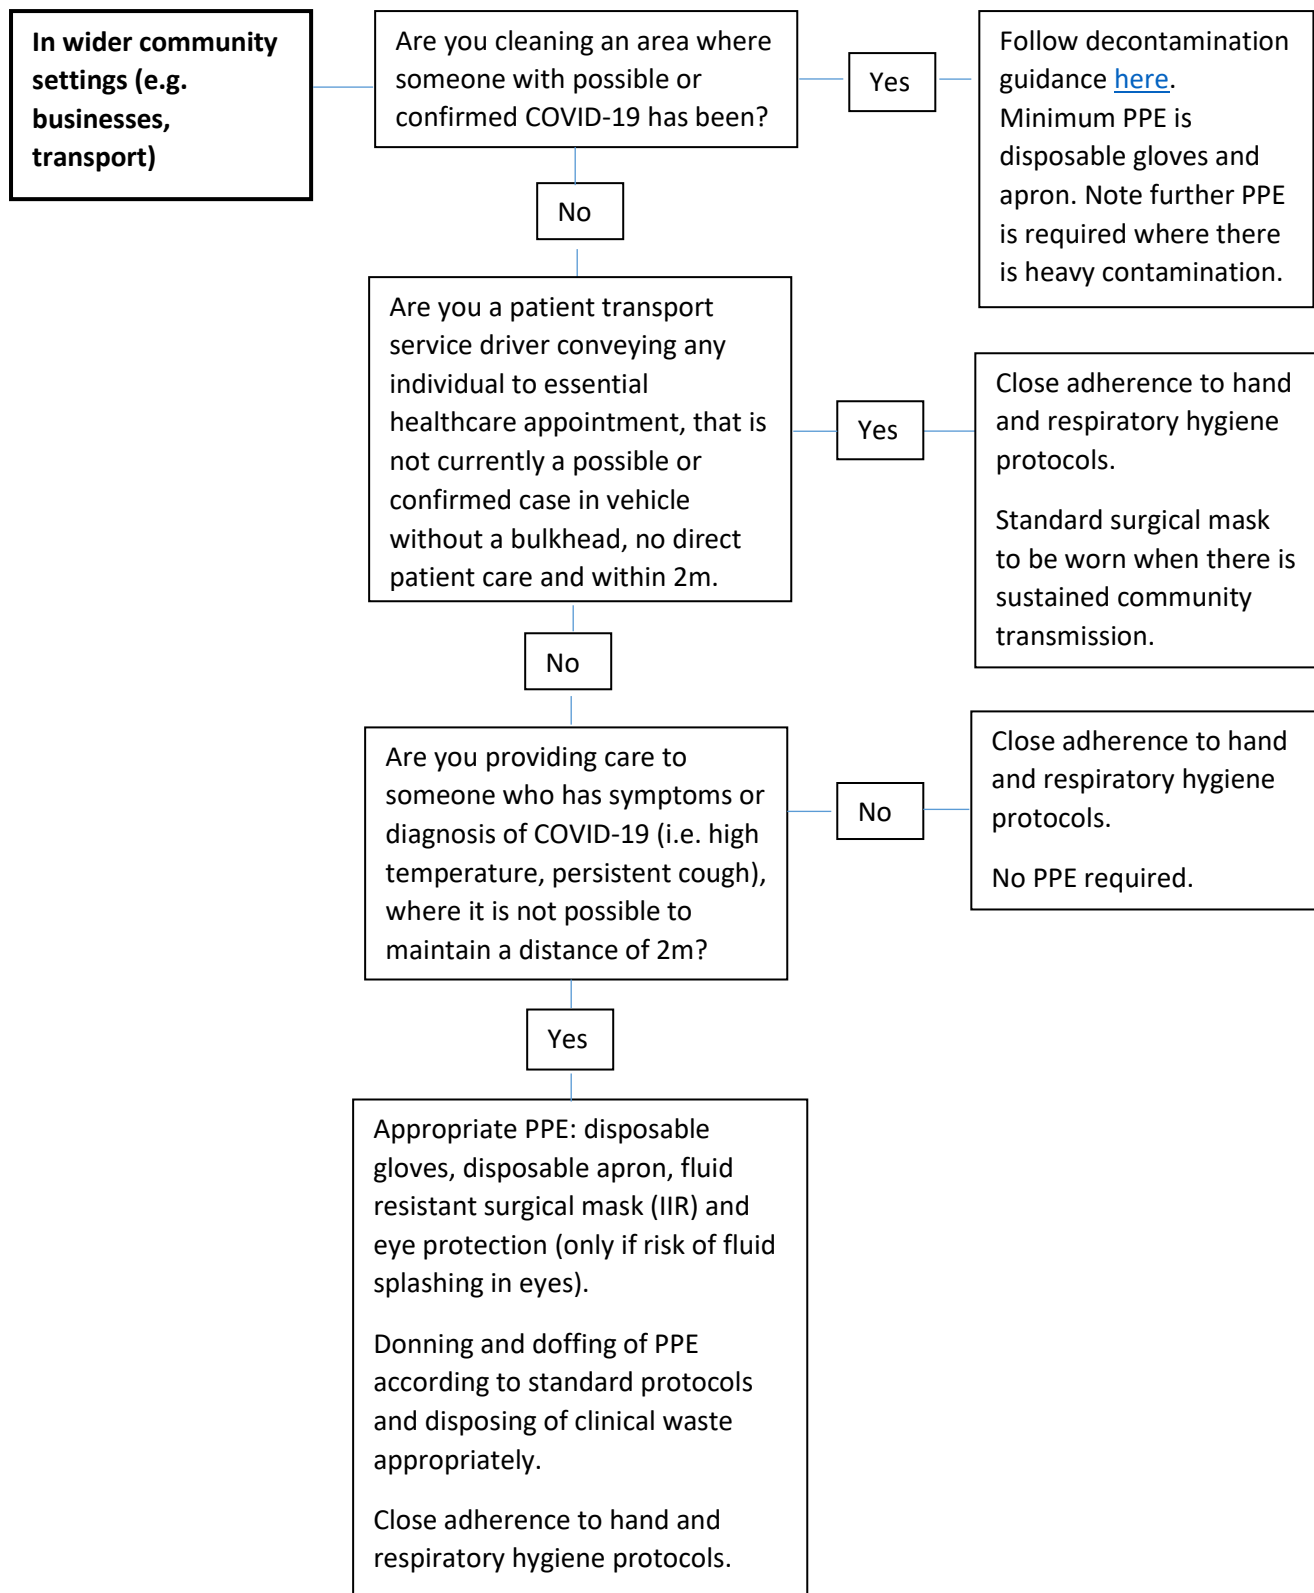 In wider community
settings (e.g.
businesses,
transport)
Are you cleaning an area where
someone with possible or
confirmed COVID-19 has been?
Yes
Follow decontamination
guidance here.
Minimum PPE is
disposable gloves and
apron. Note further PPE
is required where there
is heavy contamination.
No
Are you a patient transport
service driver conveying any
individual to essential
healthcare appointment, that is
not currently a possible or
confirmed case in vehicle
without a bulkhead, no direct
patient care and within 2m.
Yes
Close adherence to hand
and respiratory hygiene
protocols.
Standard surgical mask
to be worn when there is
sustained community
transmission.
No
Are you providing care to
someone who has symptoms or
diagnosis of COVID-19 (i.e. high
temperature, persistent cough),
where it is not possible to
maintain a distance of 2m?
No
Close adherence to hand
and respiratory hygiene
protocols.
No PPE required.
Yes
Appropriate PPE: disposable
gloves, disposable apron, fluid
resistant surgical mask (IIR) and
eye protection (only if risk of fluid
splashing in eyes).
Donning and doffing of PPE
according to standard protocols
and disposing of clinical waste
appropriately.
Close adherence to hand and
respiratory hygiene protocols.